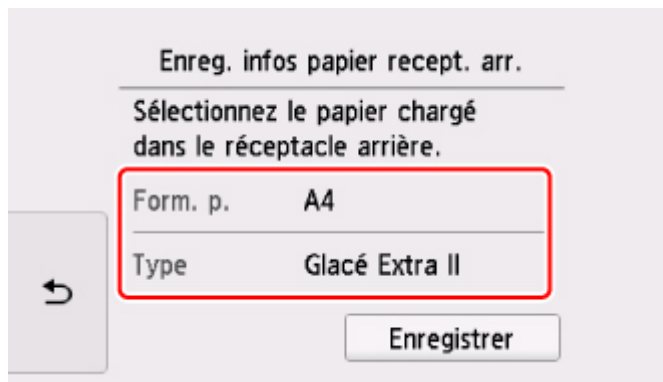 Enreg. infos papier recept. arr.
Sélectionnez le papier chargé
dans le réceptacle arrière.
Form. p. A4
Type Glacé Extra II
Enregistrer